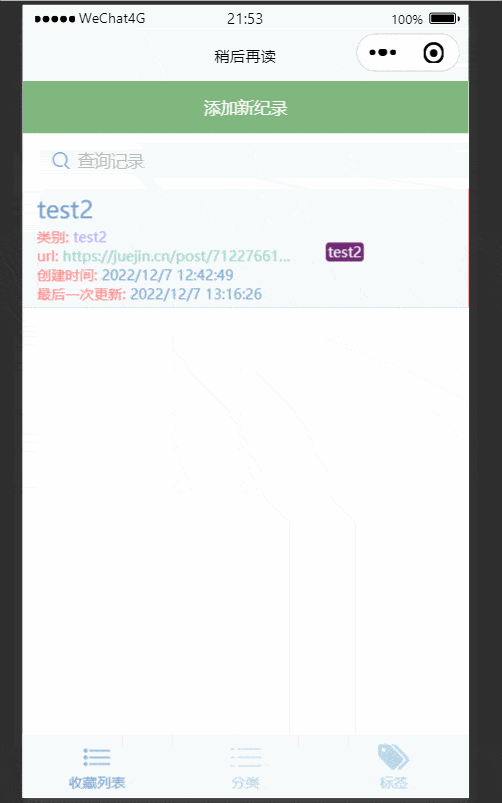 WeChat4G 21:53 100%
稍后再读
添加新纪录
查询记录
test2
类别: test2
url: https://juejin.cn/post/71227661...
test2
创建时间: 2022/12/7 12:42:49
最后一次更新: 2022/12/7 13:16:26
收藏列表 分类 标签